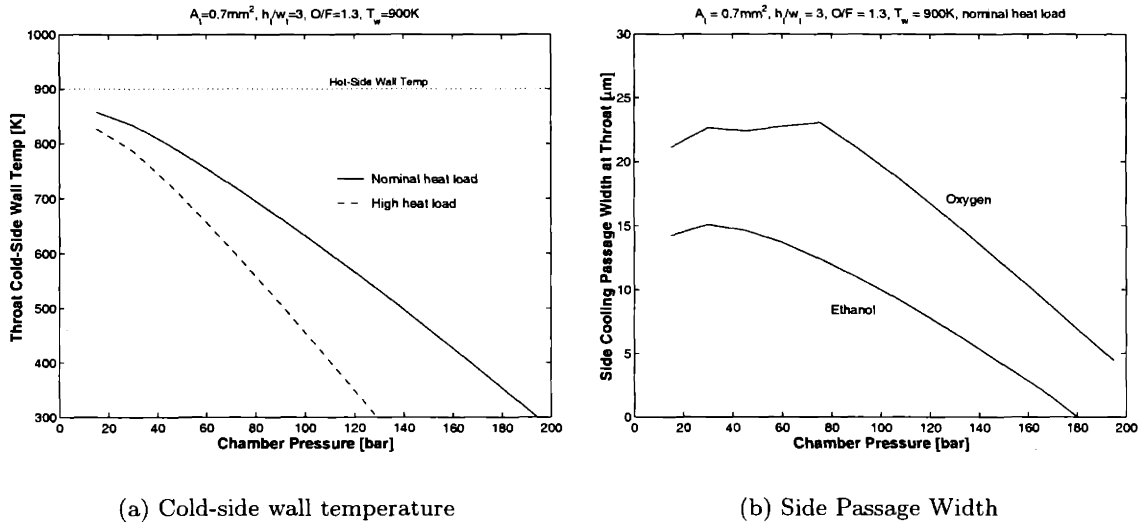 A_t=0.7mm², h_t/w_t=3, O/F=1.3, T_w=900K
1000
900
800
700
600
500
400
300
Throat Cold-Side Wall Temp [K]
Hot-Side Wall Temp
Nominal heat load
High heat load
0 20 40 60 80 100 120 140 160 180 200
Chamber Pressure [bar]
(a) Cold-side wall temperature
A_t = 0.7mm², h_t/w_t = 3, O/F = 1.3, T_w = 900K, nominal heat load
30
25
20
15
10
5
0
Side Cooling Passage Width at Throat [μm]
Oxygen
Ethanol
0 20 40 60 80 100 120 140 160 180 200
Chamber Pressure [bar]
(b) Side Passage Width